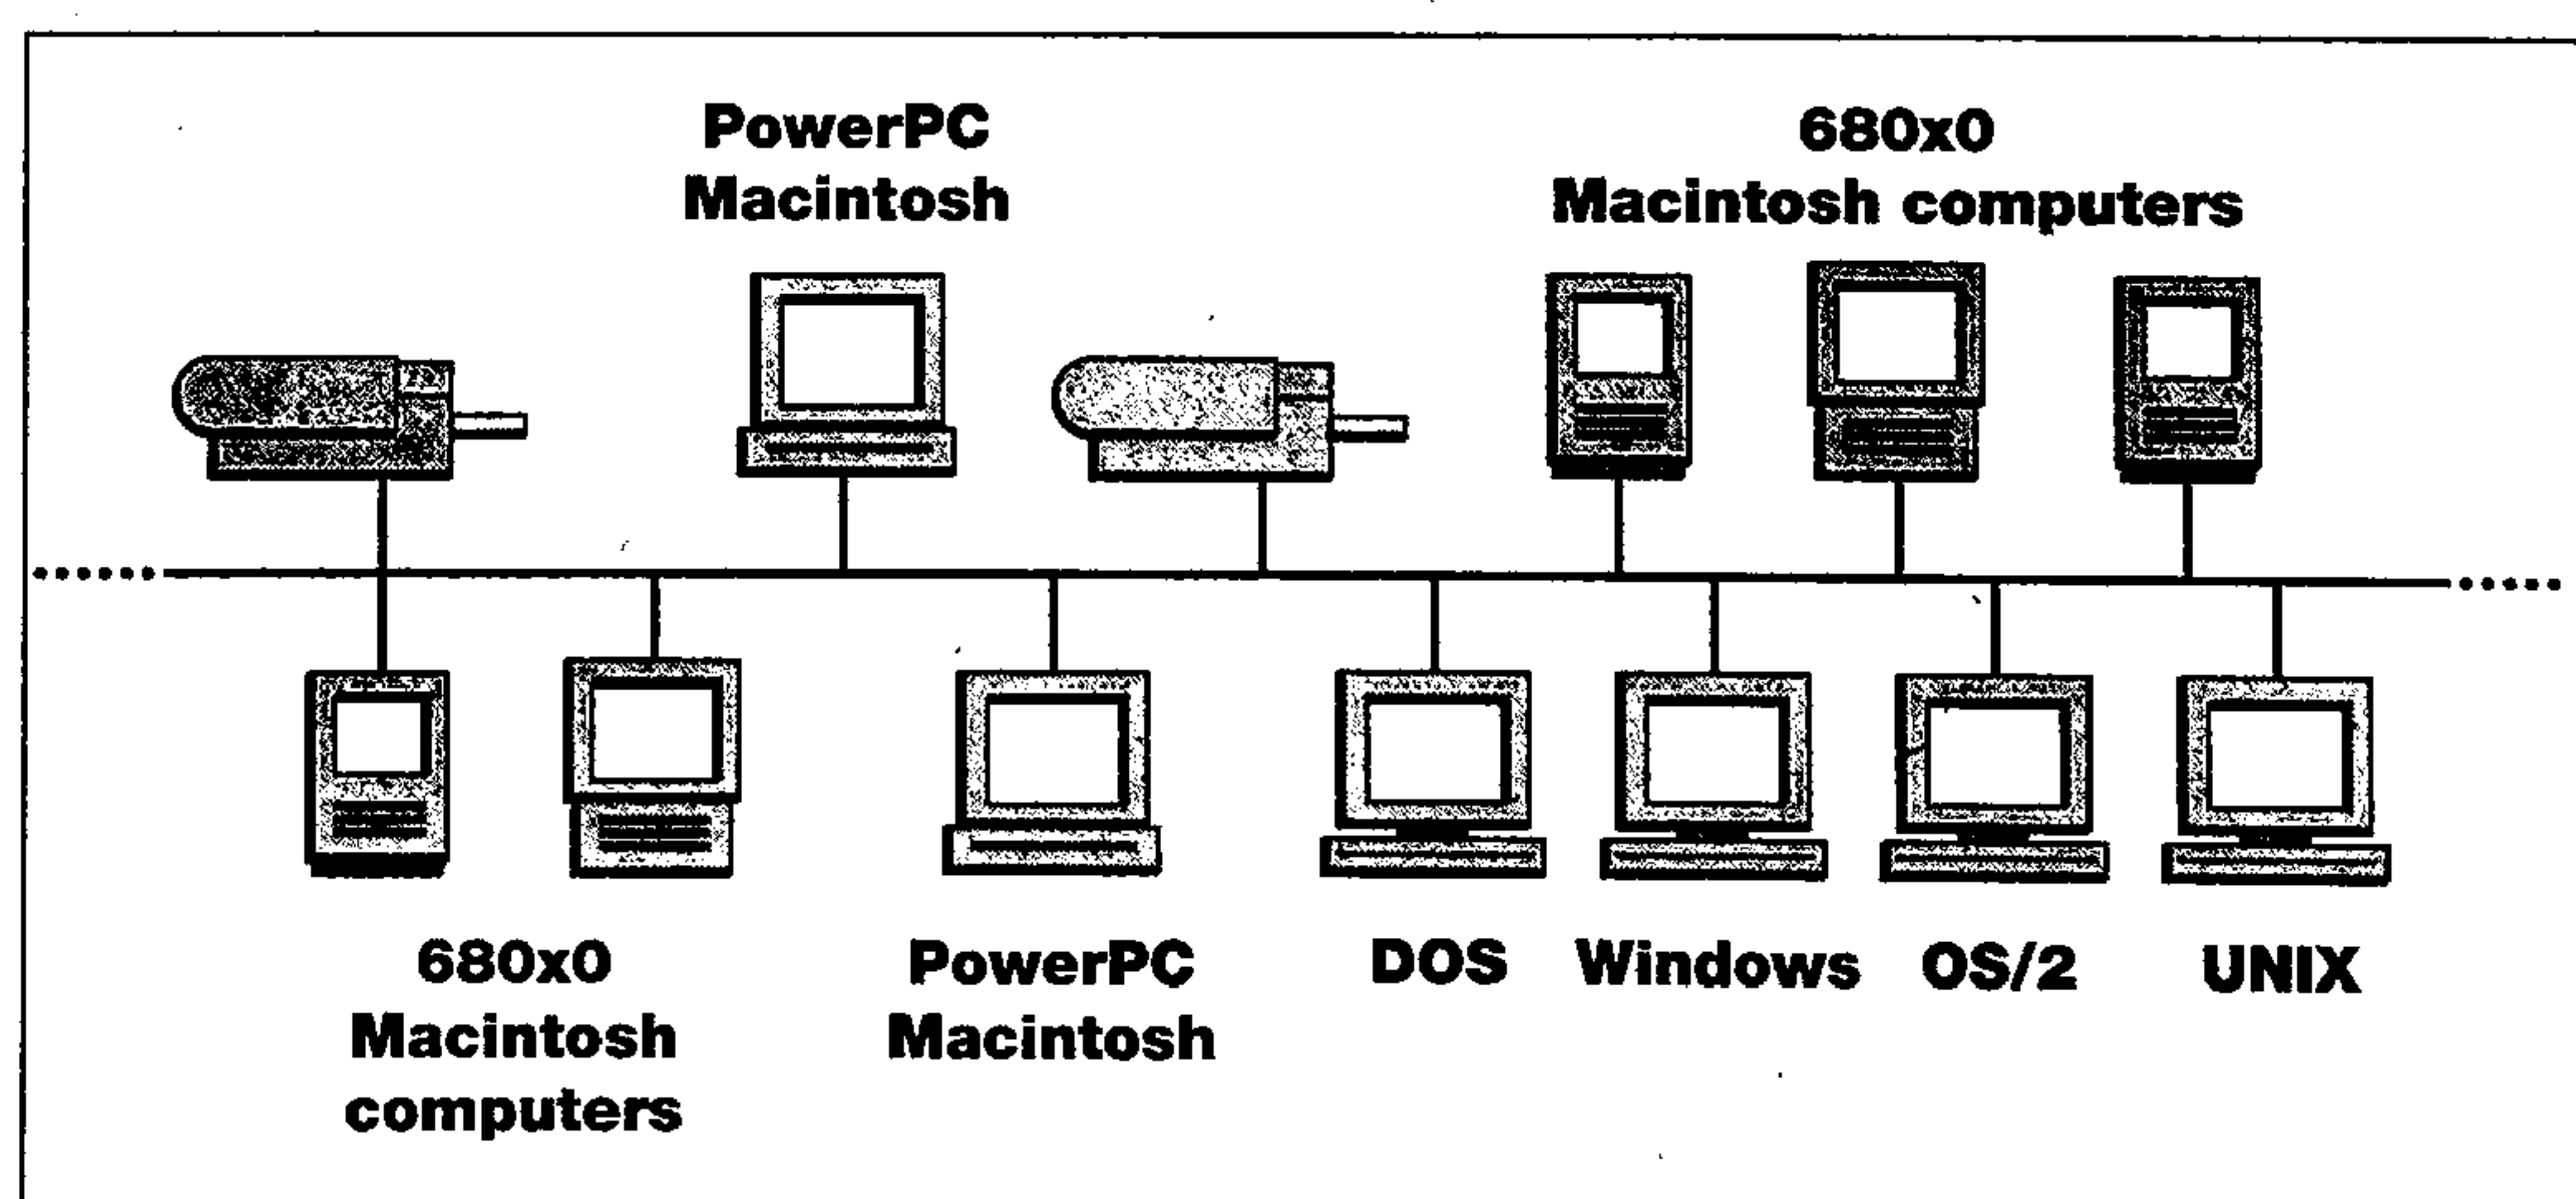 PowerPC
Macintosh
680x0
Macintosh computers
680x0
Macintosh
computers
PowerPC
Macintosh
DOS
Windows
OS/2
UNIX